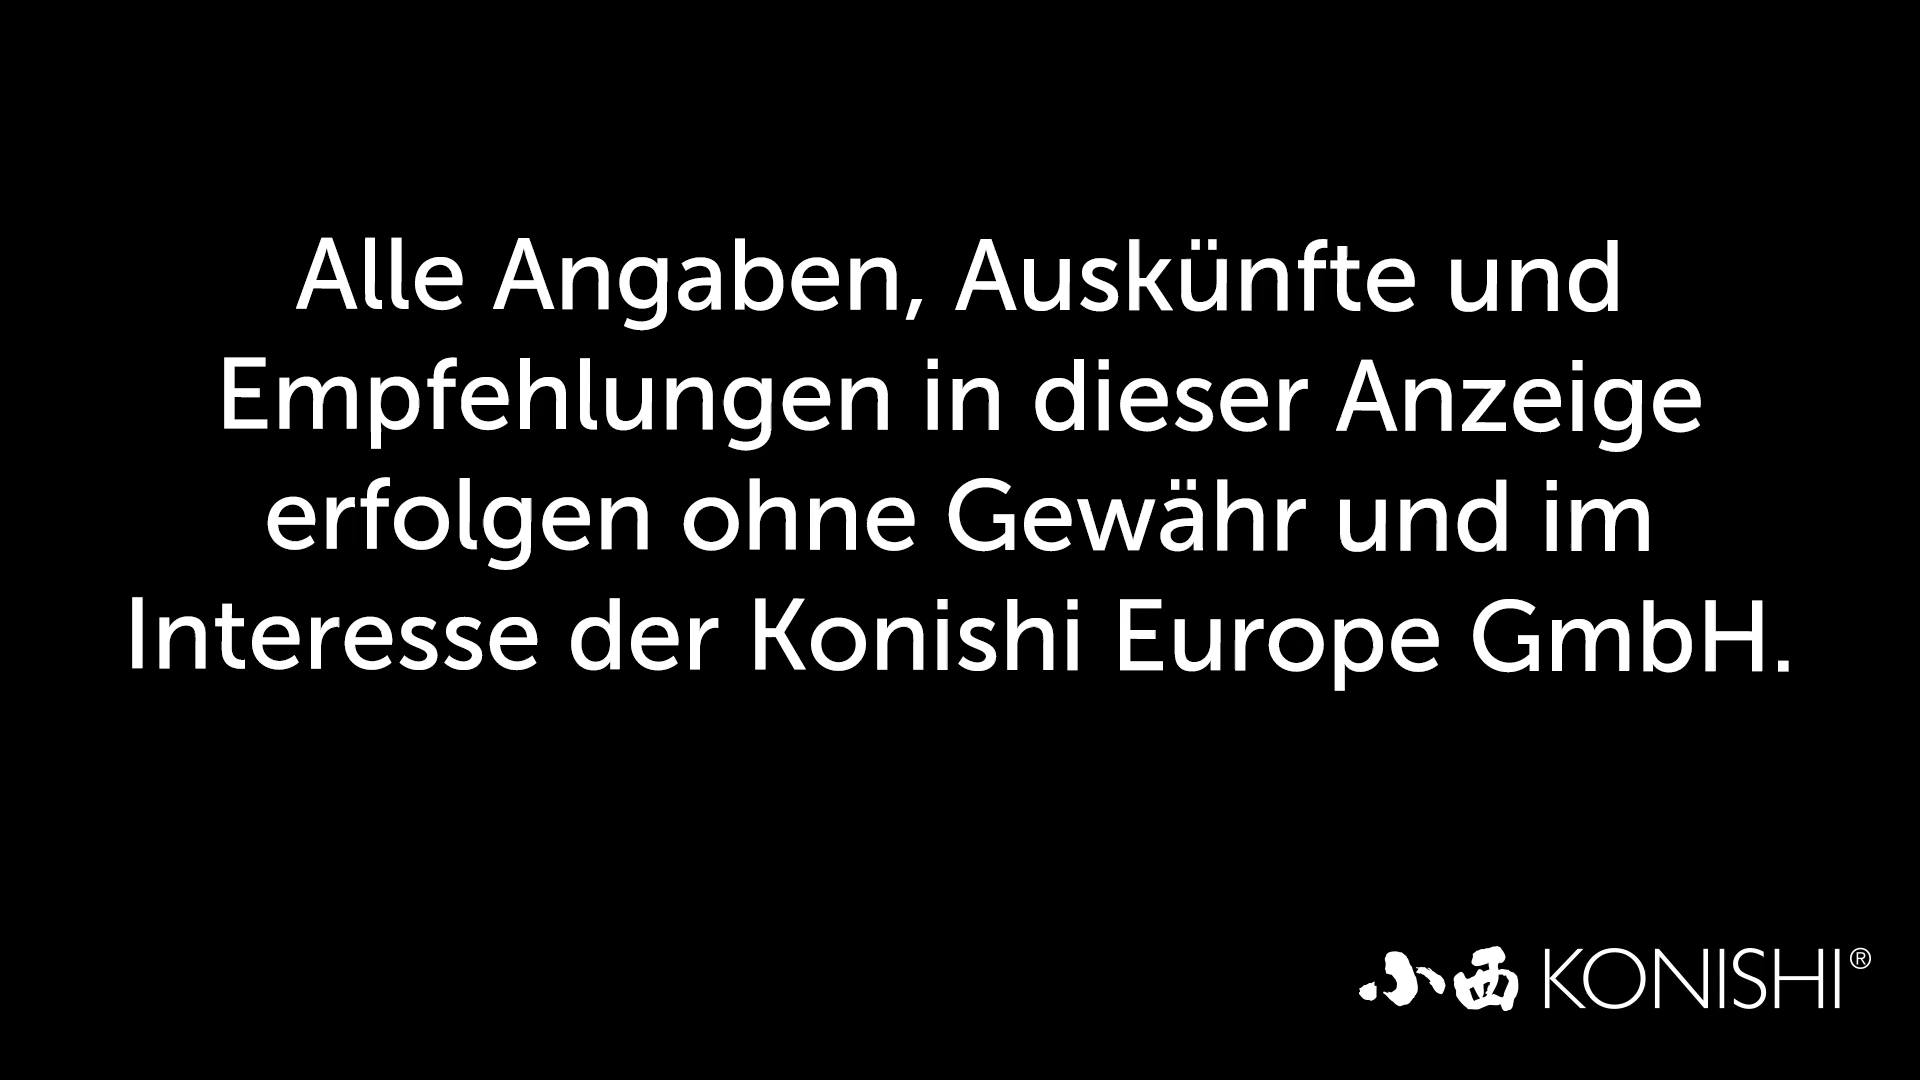 Alle Angaben, Auskünfte und
Empfehlungen in dieser Anzeige
erfolgen ohne Gewähr und im
Interesse der Konishi Europe GmbH.
小西 KONISHI®